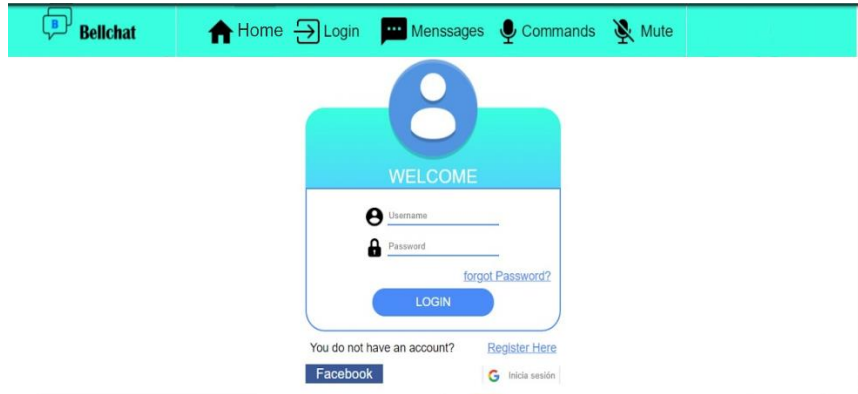 B Bellchat Home Login Menssages Commands Mute
WELCOME
Username
Password
forgot Password?
LOGIN
You do not have an account? Register Here
Facebook G Inicia sesión